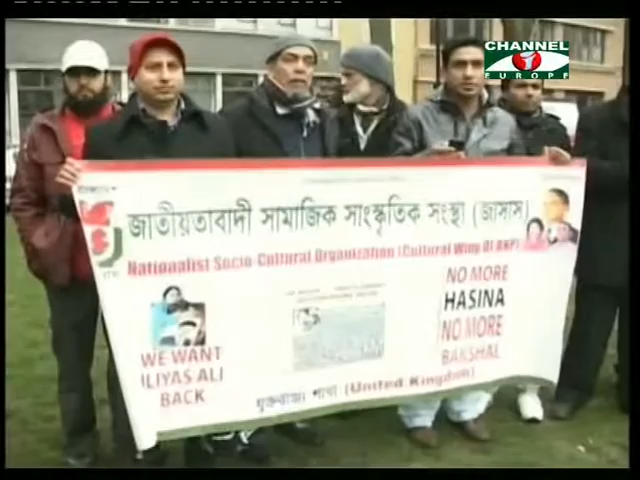 CHANNEL
1
EUROPE
জাতীয়তাবাদী সামাজিক সাংস্কৃতিক সংস্থা (জাসাস)
Nationalist Socio-Cultural Organization (Cultural Wing Of BNP)
NO MORE
HASINA
NO MORE
BAKSHAL
WE WANT
ILIYAS ALI
BACK
যুক্তরাজ্য শাখা (United Kingdom)